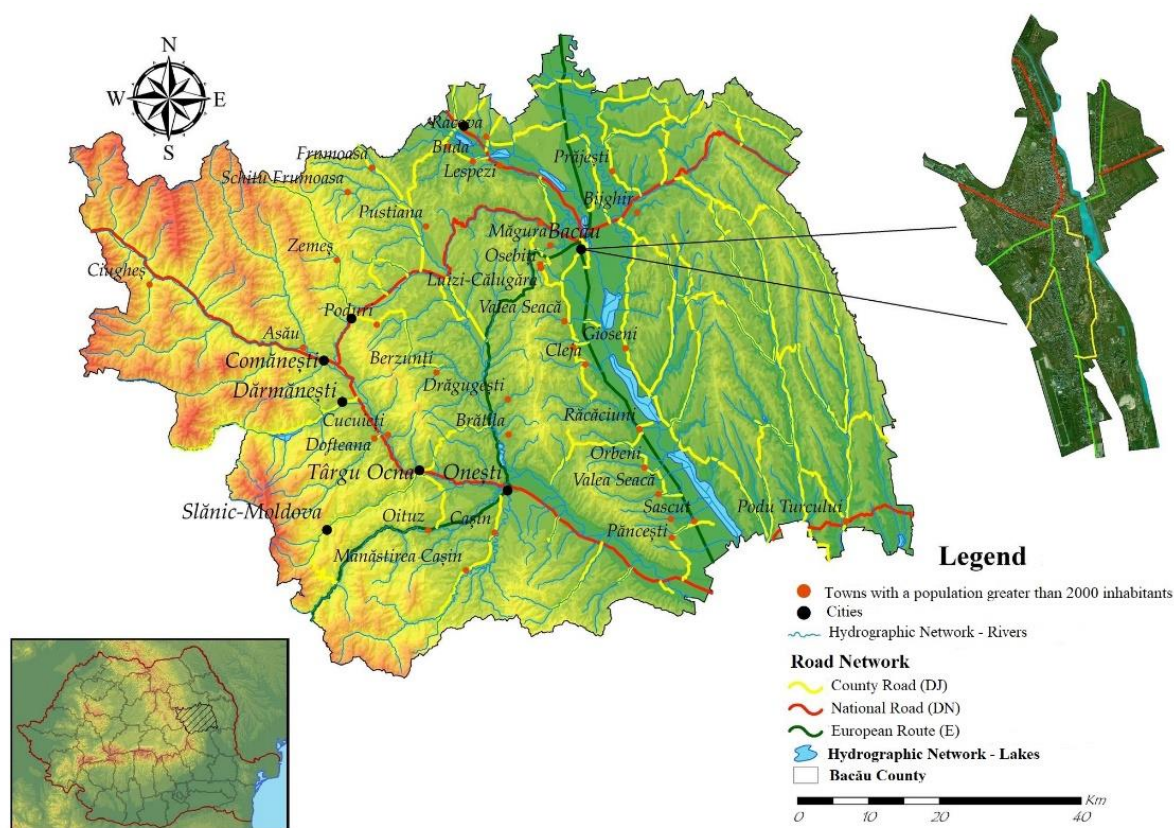 N
W
E
S
Racova
Buda
Lespezi
Frumoasa
Schitu Frumoasa
Prăjești
Pustiana
Bijghir
Măgura
Bacău
Zemeș
Osebiți
Luizi-Călugăra
Ciugheș
Valea Seacă
Poduri
Gioseni
Asău
Cleja
Comănești
Berzunți
Dărmănești
Drăgugești
Cucuieți
Brătila
Răcăciuni
Dofteana
Orbeni
Târgu Ocna
Onești
Valea Seacă
Slănic-Moldova
Oituz
Cașin
Sascut
Podu Turcului
Păncești
Mănăstirea Cașin
Legend
Towns with a population greater than 2000 inhabitants
Cities
Hydrographic Network - Rivers
Road Network
County Road (DJ)
National Road (DN)
European Route (E)
Hydrographic Network - Lakes
Bacău County
Km
0 10 20 40